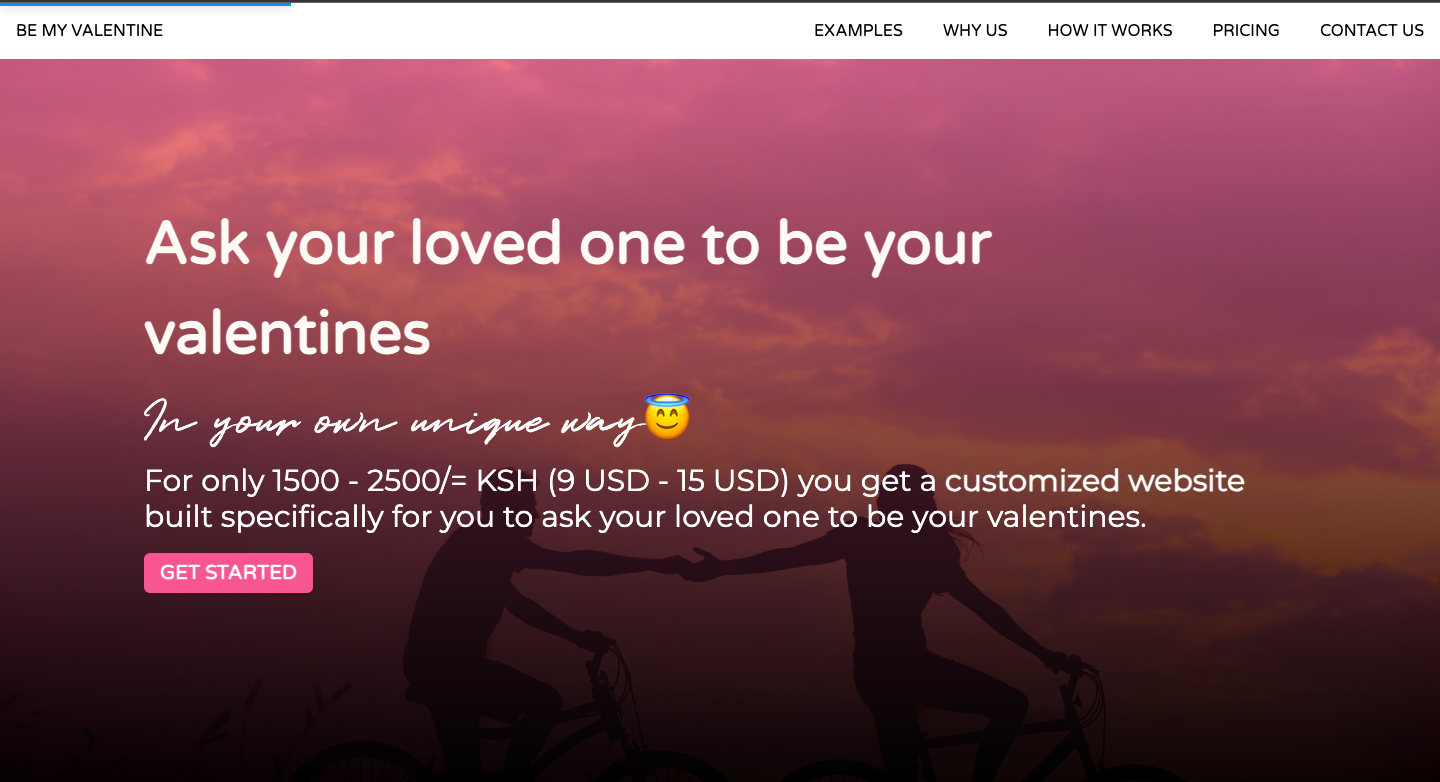 BE MY VALENTINE
EXAMPLES WHY US HOW IT WORKS PRICING CONTACT US
Ask your loved one to be your
valentines
In your own unique way😇
For only 1500 - 2500/= KSH (9 USD - 15 USD) you get a customized website
built specifically for you to ask your loved one to be your valentines.
GET STARTED